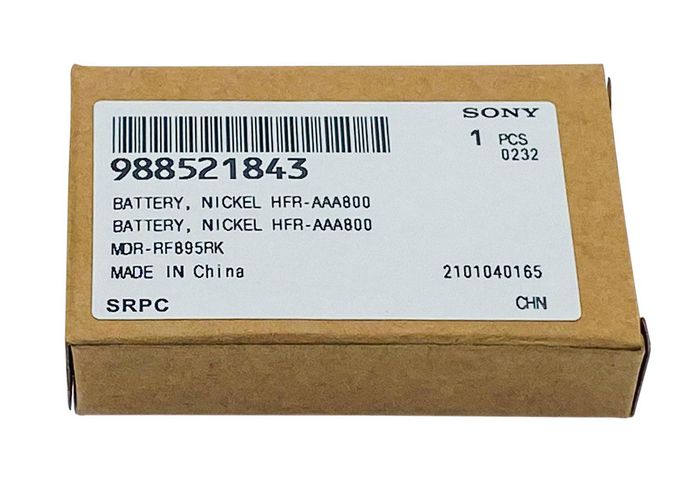 SONY
1 PCS
0232
988521843
BATTERY, NICKEL HFR-AAA800
BATTERY, NICKEL HFR-AAA800
MDR-RF895RK
MADE IN China 2101040165
SRPC CHN